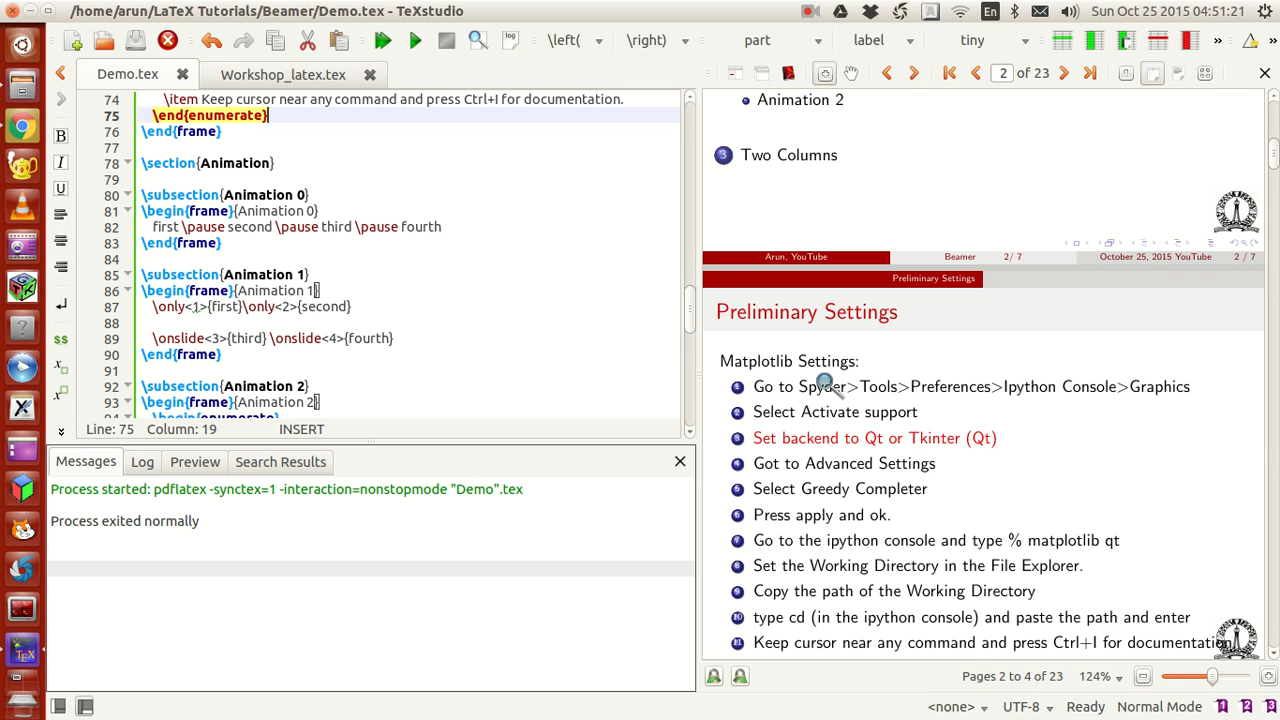 /home/arun/LaTeX Tutorials/Beamer/Demo.tex - TeXstudio
En
Sun Oct 25 2015 04:51:21
\left(
\right)
part
label
tiny
»
Demo.tex
Workshop_latex.tex
2 of 23
74 \item Keep cursor near any command and press Ctrl+I for documentation.
75 \end{enumerate}
76 \end{frame}
77
78 \section{Animation}
79
80 \subsection{Animation 0}
81 \begin{frame}{Animation 0}
82 first \pause second \pause third \pause fourth
83 \end{frame}
84
85 \subsection{Animation 1}
86 \begin{frame}{Animation 1}
87 \only<1>{first}\only<2>{second}
88
89 \onslide<3>{third} \onslide<4>{fourth}
90 \end{frame}
91
92 \subsection{Animation 2}
93 \begin{frame}{Animation 2}
94 \begin{enumerate}
Line: 75 Column: 19 INSERT
Messages
Log
Preview
Search Results
Process started: pdflatex -synctex=1 -interaction=nonstopmode "Demo".tex
Process exited normally
Animation 2
3 Two Columns
Arun, YouTube
Beamer 2/ 7
October 25, 2015 YouTube 2 / 7
Preliminary Settings
Preliminary Settings
Matplotlib Settings:
1 Go to Spyder>Tools>Preferences>Ipython Console>Graphics
2 Select Activate support
3 Set backend to Qt or Tkinter (Qt)
4 Got to Advanced Settings
5 Select Greedy Completer
6 Press apply and ok.
7 Go to the ipython console and type % matplotlib qt
8 Set the Working Directory in the File Explorer.
9 Copy the path of the Working Directory
10 type cd (in the ipython console) and paste the path and enter
11 Keep cursor near any command and press Ctrl+I for documentation
Pages 2 to 4 of 23
124%
<none>
UTF-8
Ready
Normal Mode
1
2
3